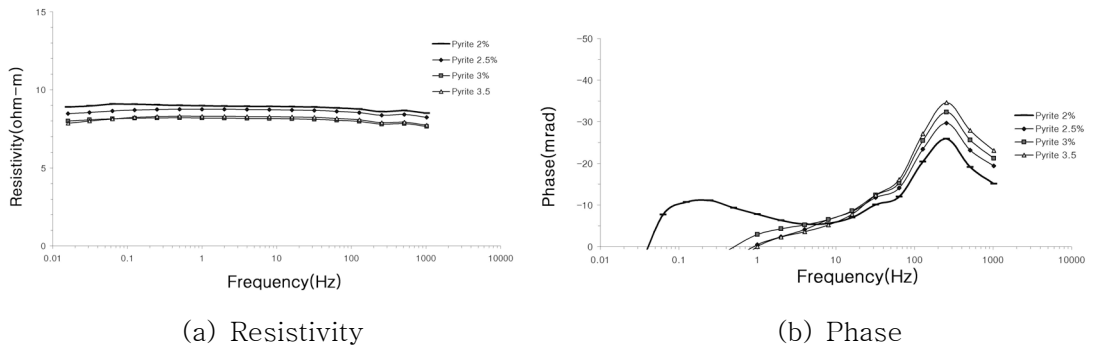 15
10
5
0
Resistivity(ohm-m)
Pyrite 2%
Pyrite 2.5%
Pyrite 3%
Pyrite 3.5
0.01 0.1 1 10 100 1000 10000
Frequency(Hz)
(a) Resistivity
-50
-40
-30
-20
-10
0
Phase(mrad)
Pyrite 2%
Pyrite 2.5%
Pyrite 3%
Pyrite 3.5
0.01 0.1 1 10 100 1000 10000
Frequency(Hz)
(b) Phase